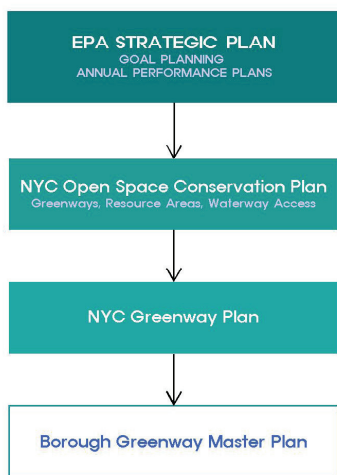 EPA STRATEGIC PLAN
GOAL PLANNING
ANNUAL PERFORMANCE PLANS
NYC Open Space Conservation Plan
Greenways, Resource Areas, Waterway Access
NYC Greenway Plan
Borough Greenway Master Plan